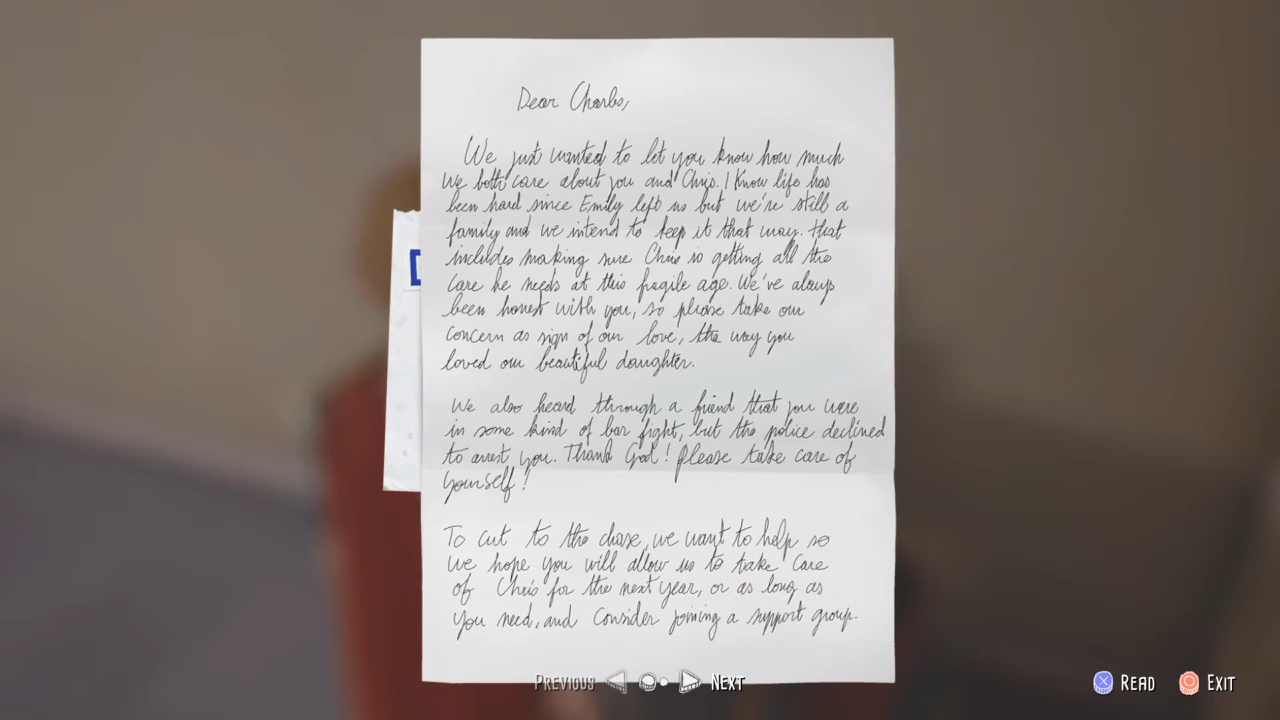 Dear Charles,
We just wanted to let you know how much
we both care about you and Chris. I know life has
been hard since Emily left us but we're still a
family and we intend to keep it that way. That
includes making sure Chris is getting all the
care he needs at this fragile age. We've always
been honest with you, so please take our
concern as sign of our love, the way you
loved our beautiful daughter.
We also heard through a friend that you were
in some kind of bar fight, but the police declined
to arrest you. Thank God! Please take care of
yourself!
To cut to the chase, we want to help so
we hope you will allow us to take care
of Chris for the next year, or as long as
you need, and consider joining a support group.
Previous Next
Read Exit